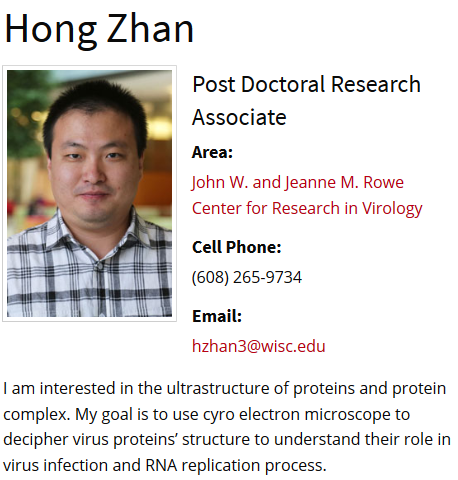 Hong Zhan
Post Doctoral Research
Associate
Area:
John W. and Jeanne M. Rowe
Center for Research in Virology
Cell Phone:
(608) 265-9734
Email:
hzhan3@wisc.edu
I am interested in the ultrastructure of proteins and protein
complex. My goal is to use cyro electron microscope to
decipher virus proteins’ structure to understand their role in
virus infection and RNA replication process.